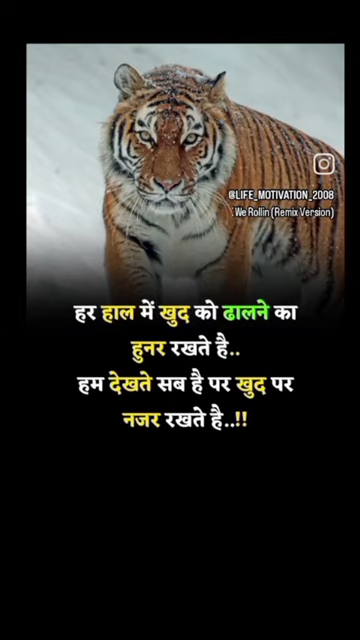 @LIFE_MOTIVATION_2008
We Rollin (Remix Version)
हर हाल में खुद को ढालने का
हुनर रखते है..
हम देखते सब है पर खुद पर
नजर रखते है..!!